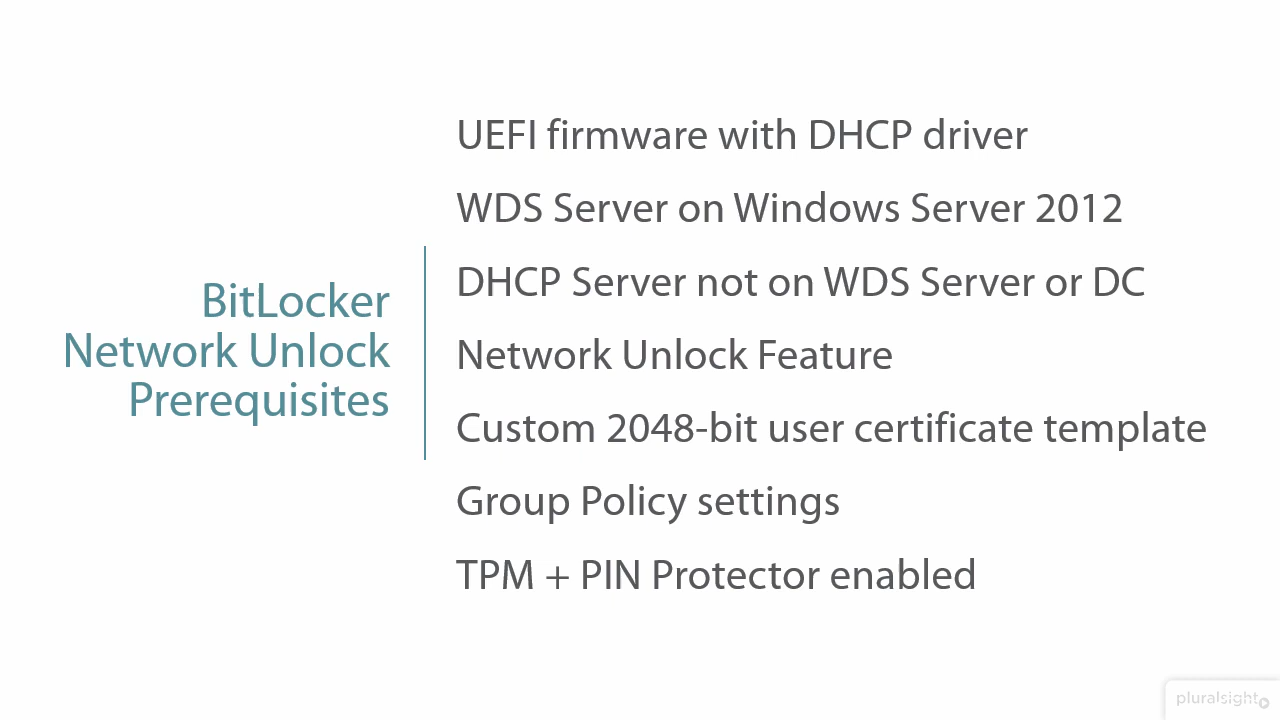 BitLocker
Network Unlock
Prerequisites
UEFI firmware with DHCP driver
WDS Server on Windows Server 2012
DHCP Server not on WDS Server or DC
Network Unlock Feature
Custom 2048-bit user certificate template
Group Policy settings
TPM + PIN Protector enabled
pluralsight